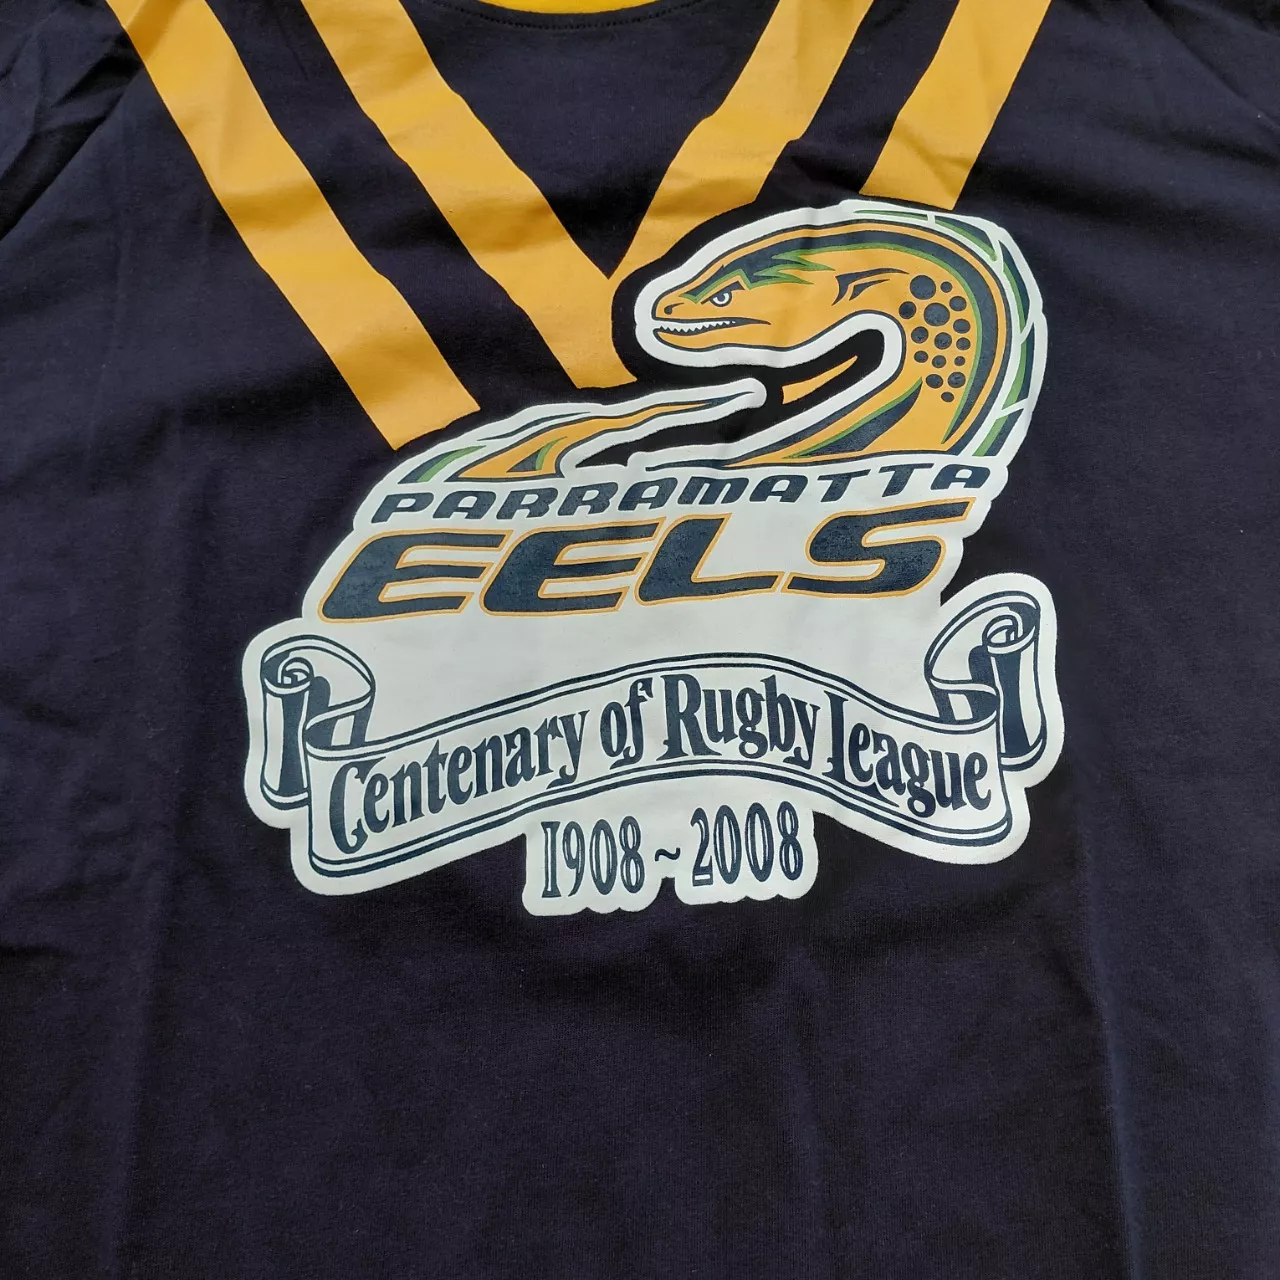 PARRAMATTA
EELS
Centenary of Rugby League
1908~2008